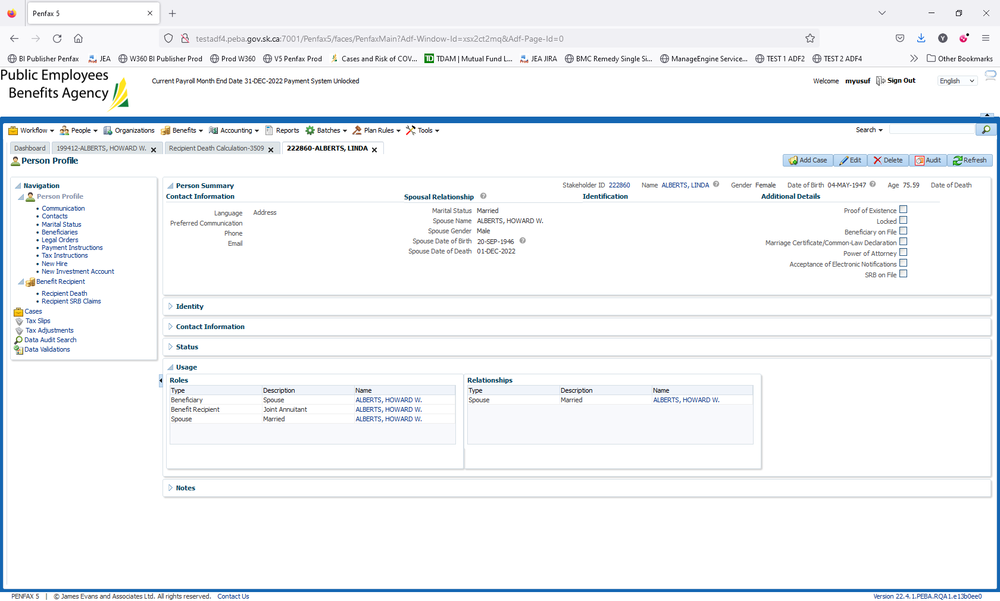 Penfax 5
testadf4.peba.gov.sk.ca:7001/Penfax5/faces/PenfaxMain?Adf-Window-Id=xsx2ct2mq&Adf-Page-Id=0
BI Publisher Penfax JEA W360 BI Publisher Prod Prod W360 V5 Penfax Prod Cases and Risk of COV... TDAM | Mutual Fund L... JEA JIRA BMC Remedy Single Si... ManageEngine Service... TEST 1 ADF2 TEST 2 ADF4 Other Bookmarks
Public Employees
Benefits Agency
Current Payroll Month End Date 31-DEC-2022 Payment System Unlocked
Welcome myusuf Sign Out English
Workflow People Organizations Benefits Accounting Reports Batches Plan Rules Tools Search
Dashboard 199412-ALBERTS, HOWARD W. Recipient Death Calculation-3509 222860-ALBERTS, LINDA
Person Profile
Add Case Edit Delete Audit Refresh
Navigation
Person Profile
Communication
Contacts
Marital Status
Beneficiaries
Legal Orders
Payment Instructions
Tax Instructions
New Hire
New Investment Account
Benefit Recipient
Recipient Death
Recipient SRB Claims
Cases
Tax Slips
Tax Adjustments
Data Audit Search
Data Validations
Person Summary
Stakeholder ID 222860 Name ALBERTS, LINDA Gender Female Date of Birth 04-MAY-1947 Age 75.59 Date of Death
Contact Information
Language Address
Preferred Communication
Phone
Email
Spousal Relationship
Marital Status Married
Spouse Name ALBERTS, HOWARD W.
Spouse Gender Male
Spouse Date of Birth 20-SEP-1946
Spouse Date of Death 01-DEC-2022
Identification
Additional Details
Proof of Existence
Locked
Beneficiary on File
Marriage Certificate/Common-Law Declaration
Power of Attorney
Acceptance of Electronic Notifications
SRB on File
Identity
Contact Information
Status
Usage
Roles
Type Description Name
Beneficiary Spouse ALBERTS, HOWARD W.
Benefit Recipient Joint Annuitant ALBERTS, HOWARD W.
Spouse Married ALBERTS, HOWARD W.
Relationships
Type Description Name
Spouse Married ALBERTS, HOWARD W.
Notes
PENFAX 5 | © James Evans and Associates Ltd. All rights reserved. Contact Us
Version 22.4.1.PEBA.RQA1.e13b0ee0